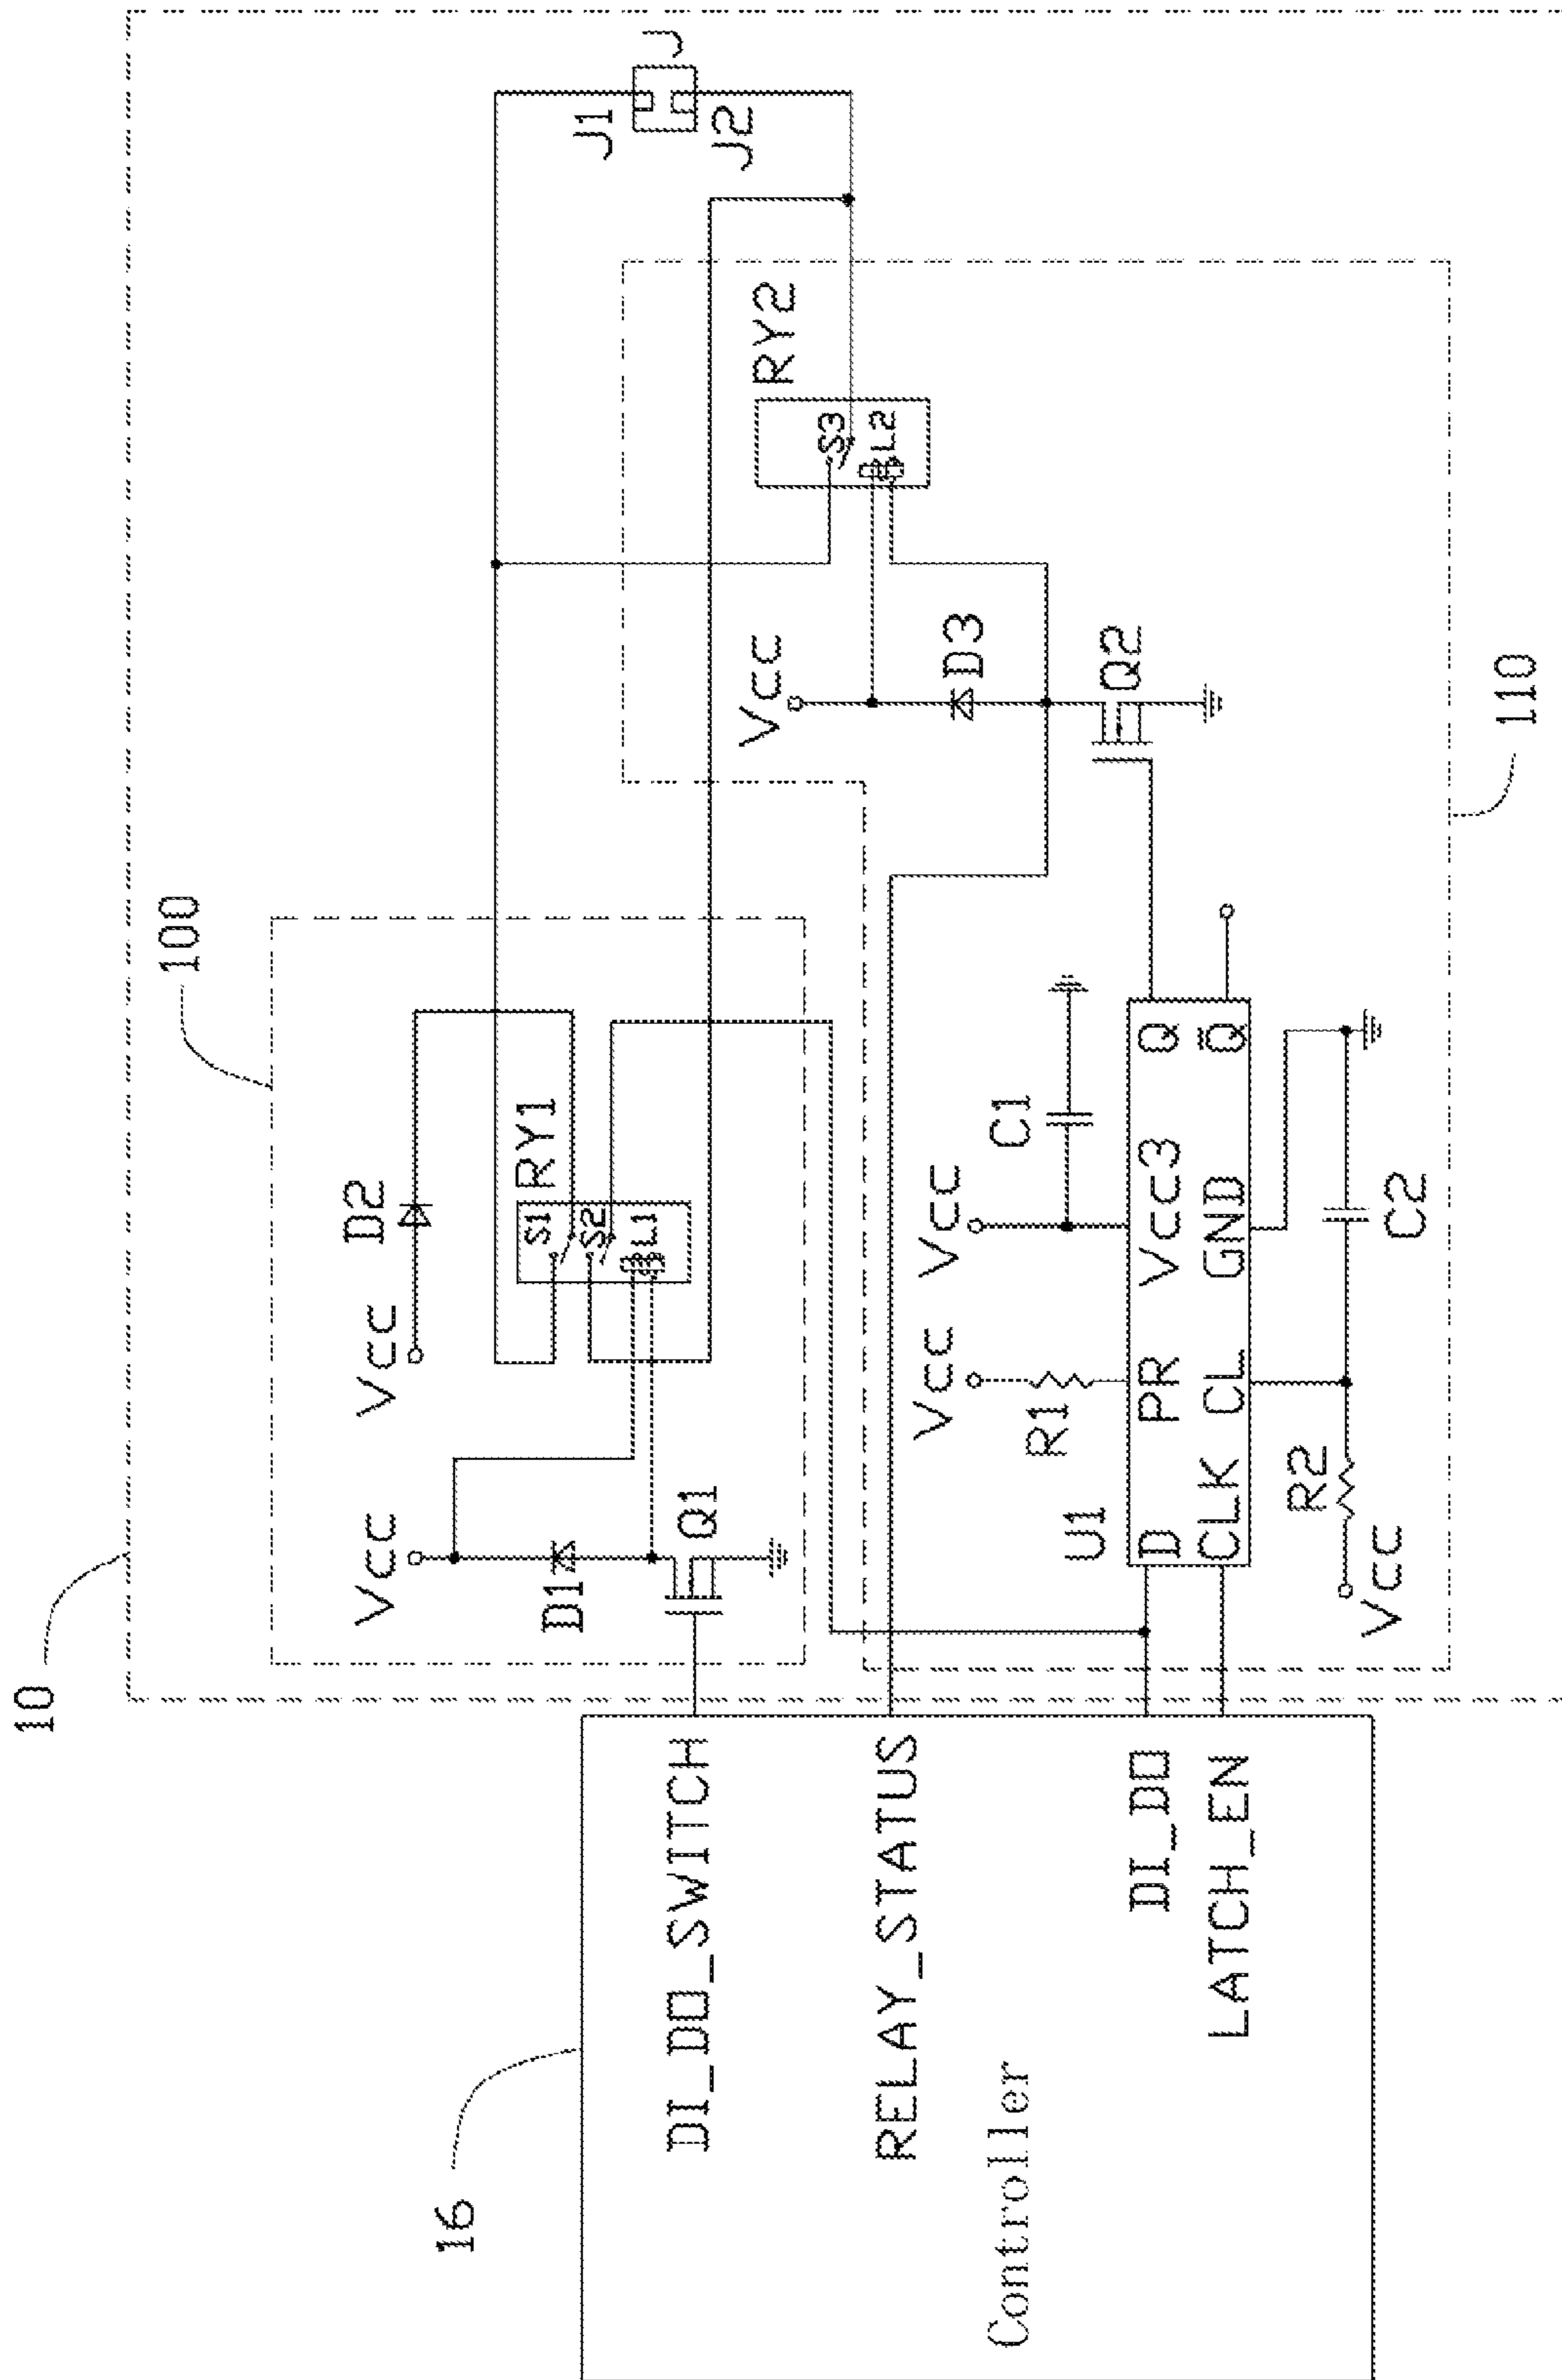 10
100
16
Controller
DI_DO_SWITCH
RELAY_STATUS
DI_DO
LATCH_EN
Vcc
D1
Q1
Vcc
D2
RY1
S1
S2
L1
J1
J
J2
RY2
S3
L2
Vcc
D3
Q2
110
Vcc
R1
Vcc
C1
U1
D
PR
Vcc3
Q
CLK
CL
GND
Q̄
R2
Vcc
C2